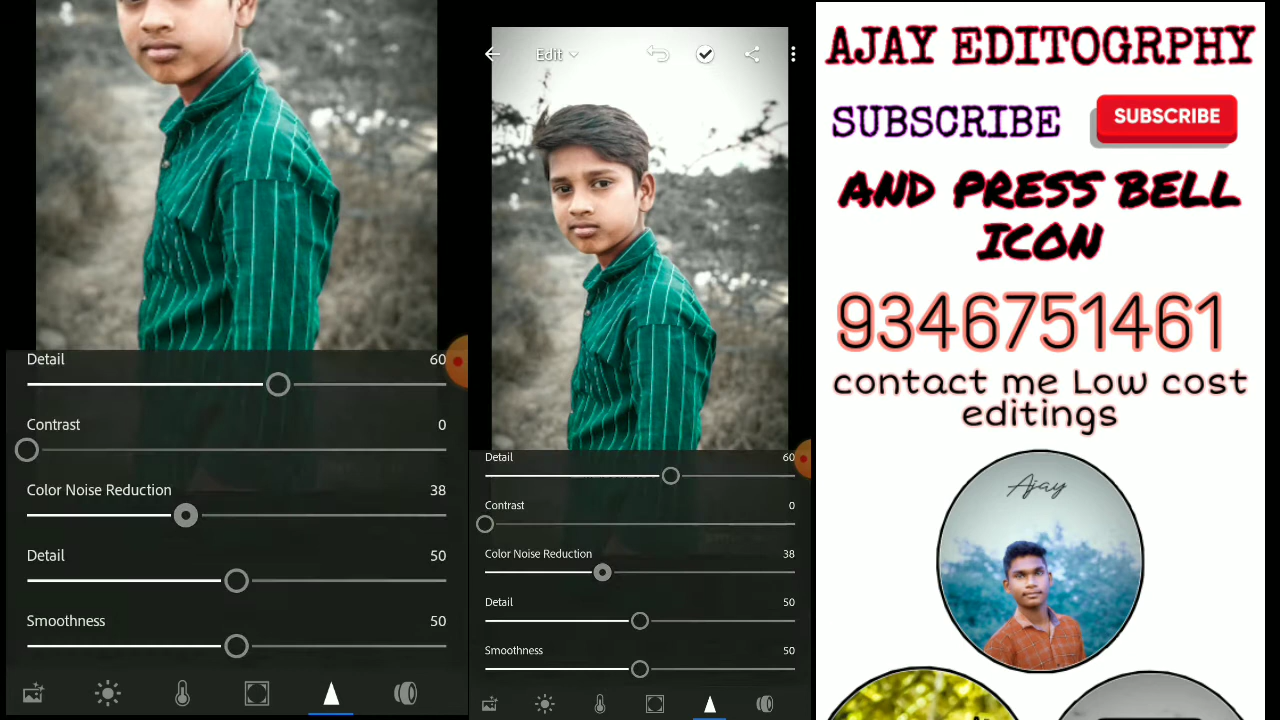 Detail 60
Contrast 0
Color Noise Reduction 38
Detail 50
Smoothness 50
Edit
Detail 60
Contrast 0
Color Noise Reduction 38
Detail 50
Smoothness 50
AJAY EDITOGRPHY
SUBSCRIBE SUBSCRIBE
AND PRESS BELL
ICON
9346751461
contact me Low cost
editings
Ajay